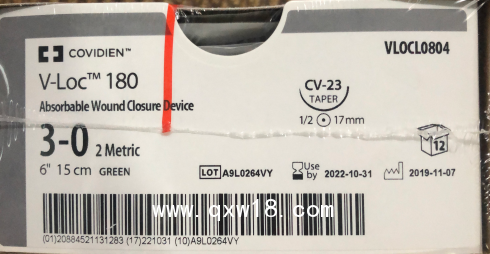 COVIDIEN™
VLOCL0804
V-Loc™ 180
Absorbable Wound Closure Device
CV-23
TAPER
1/2 17mm
3-0 2 Metric
6" 15 cm GREEN
12
LOT A9L0264VY
Use by 2022-10-31
2019-11-07
www.qxw18.com
(01)20884521131283 (17)221031 (10)A9L0264VY